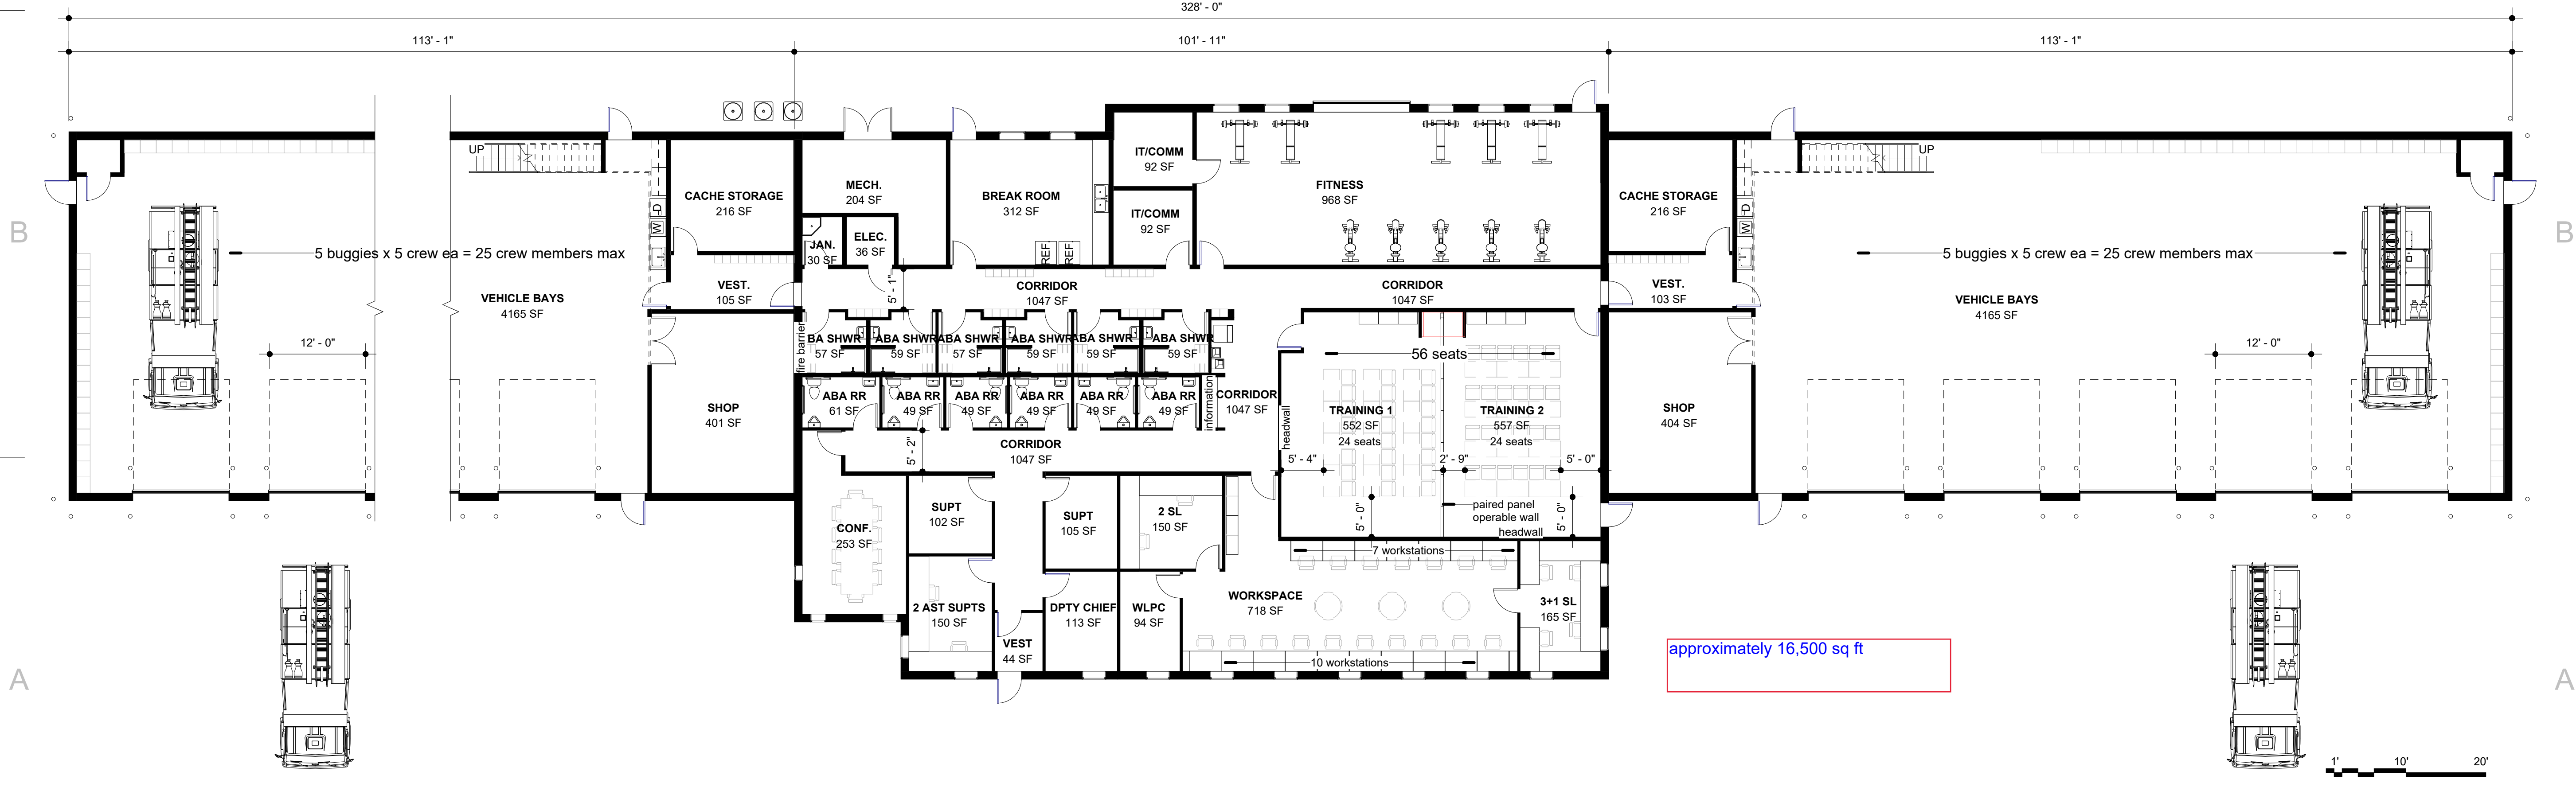 328' - 0"
113' - 1"
101' - 11"
113' - 1"
UP
UP
B
B
CACHE STORAGE
216 SF
MECH.
204 SF
BREAK ROOM
312 SF
IT/COMM
92 SF
IT/COMM
92 SF
FITNESS
968 SF
CACHE STORAGE
216 SF
D
W
D
W
JAN.
30 SF
ELEC.
36 SF
REF.
REF.
5 buggies x 5 crew ea = 25 crew members max
5 buggies x 5 crew ea = 25 crew members max
VEHICLE BAYS
4165 SF
VEST.
105 SF
5' - 1"
CORRIDOR
1047 SF
CORRIDOR
1047 SF
VEST.
103 SF
VEHICLE BAYS
4165 SF
12' - 0"
12' - 0"
fire barrier
BA SHWR
57 SF
ABA SHWR
59 SF
ABA SHWR
57 SF
ABA SHWR
59 SF
ABA SHWR
59 SF
ABA SHWR
59 SF
56 seats
ABA RR
61 SF
ABA RR
49 SF
ABA RR
49 SF
ABA RR
49 SF
ABA RR
49 SF
ABA RR
49 SF
information
CORRIDOR
1047 SF
headwall
TRAINING 1
552 SF
24 seats
TRAINING 2
557 SF
24 seats
SHOP
401 SF
SHOP
404 SF
5' - 2"
CORRIDOR
1047 SF
5' - 4"
2' - 9"
5' - 0"
CONF.
253 SF
SUPT
102 SF
SUPT
105 SF
2 SL
150 SF
5' - 0"
paired panel
operable wall
headwall
5' - 0"
7 workstations
2 AST SUPTS
150 SF
VEST
44 SF
DPTY CHIEF
113 SF
WLPC
94 SF
WORKSPACE
718 SF
3+1 SL
165 SF
10 workstations
approximately 16,500 sq ft
A
A
1'
10'
20'